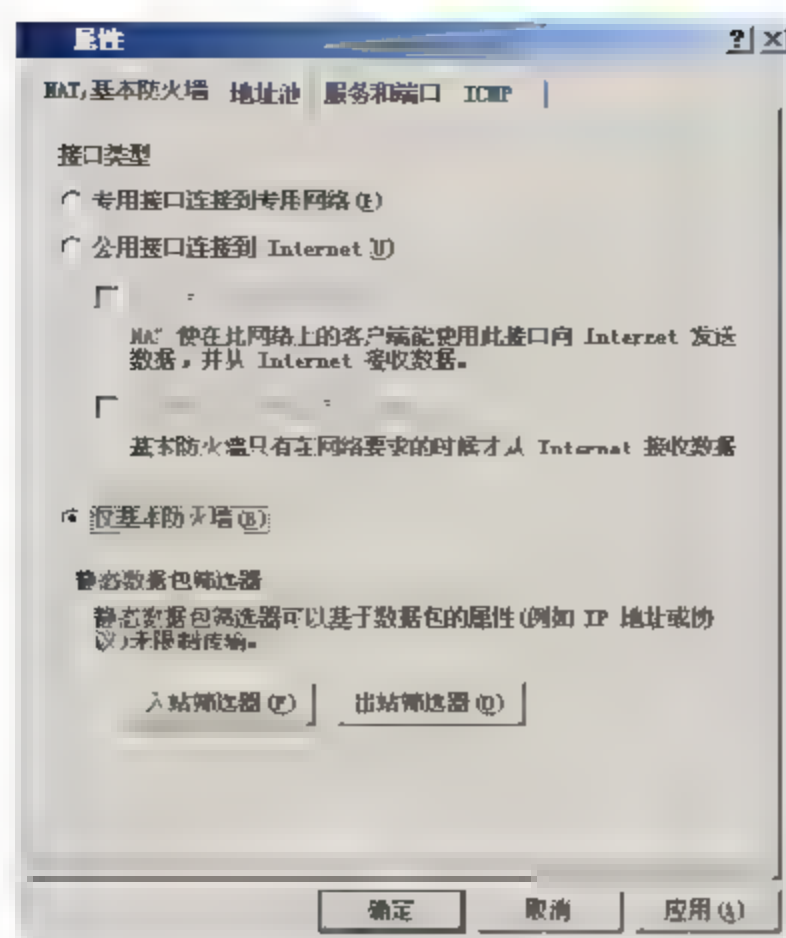 属性
NAT/基本防火墙 地址池 服务和端口 ICMP
接口类型
专用接口连接到专用网络(E)
公用接口连接到 Internet(U)
NAT 使在此网络上的客户端能使用此接口向 Internet 发送
数据，并从 Internet 接收数据。
基本防火墙只有在网络要求的时候才从 Internet 接收数据
仅基本防火墙(B)
静态数据包筛选器
静态数据包筛选器可以基于数据包的属性(例如 IP 地址或协
议)来限制传输。
入站筛选器(F) 出站筛选器(O)
确定 取消 应用(A)